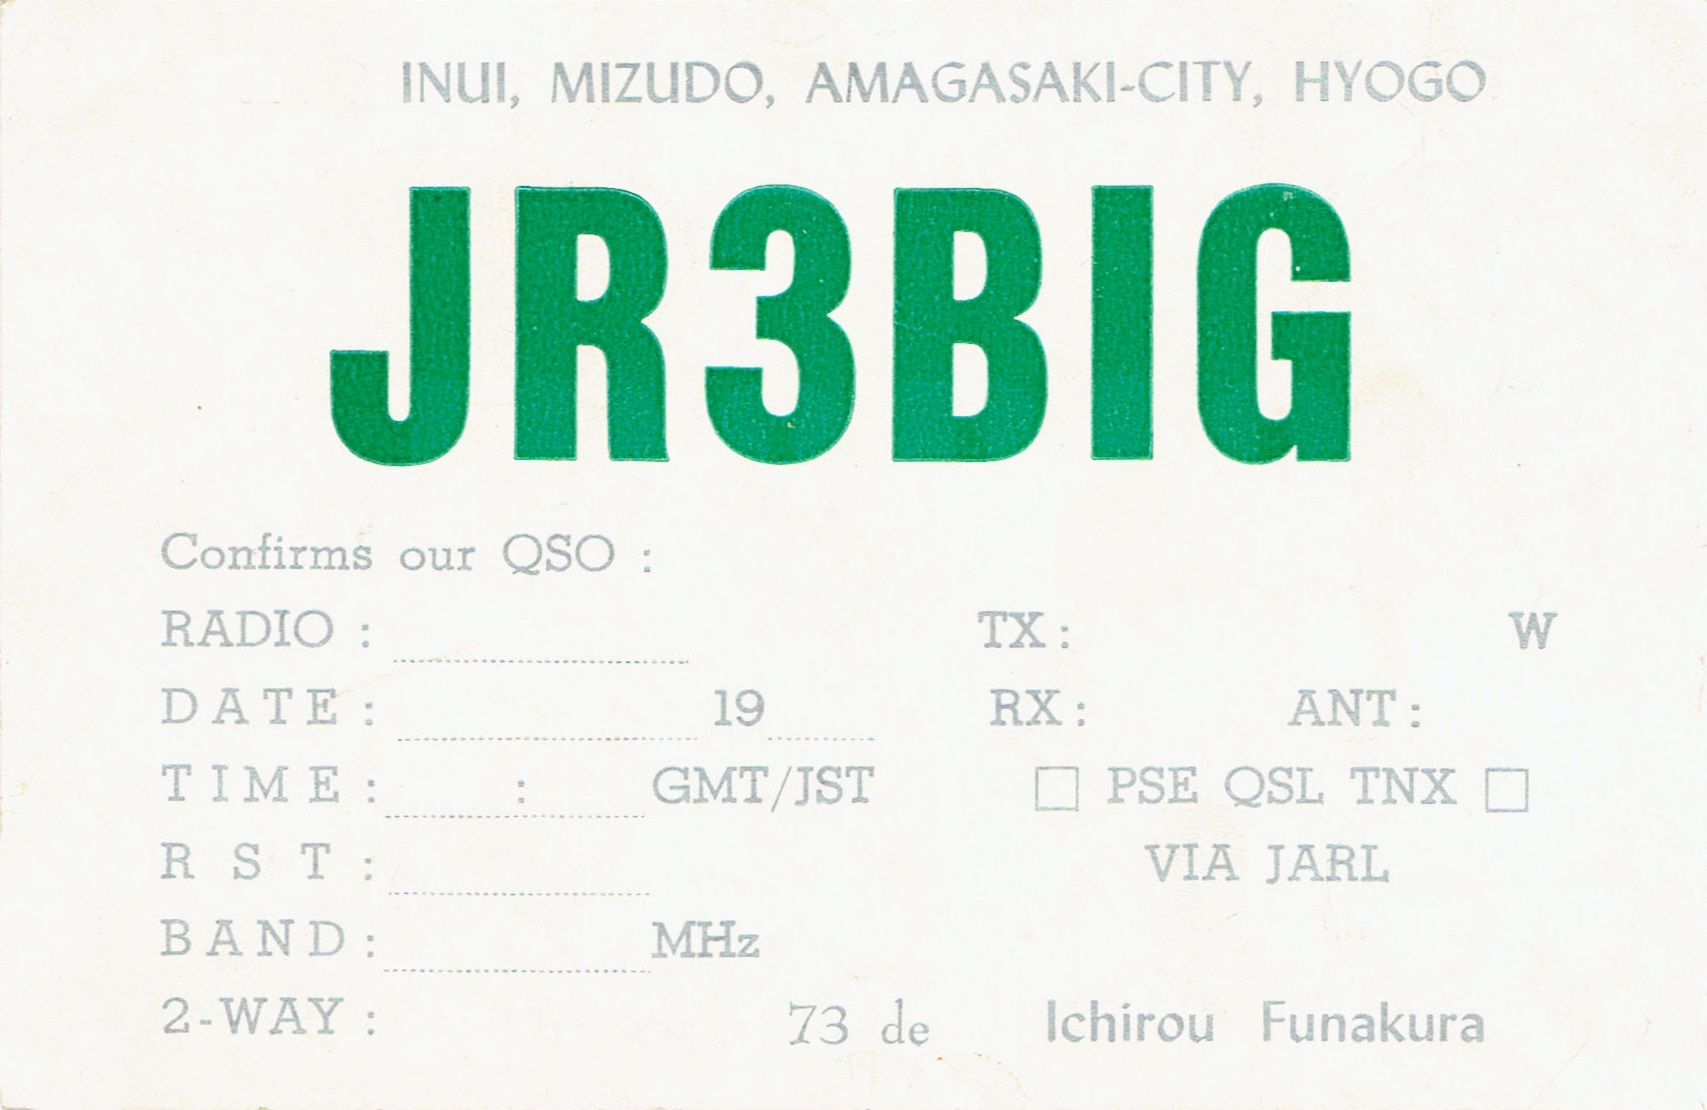 INUI, MIZUDO, AMAGASAKI-CITY, HYOGO
JR3BIG
Confirms our QSO :
RADIO : TX: W
DATE : 19 RX: ANT:
TIME : : GMT/JST □ PSE QSL TNX □
R S T : VIA JARL
BAND : MHz
2-WAY : 73 de Ichirou Funakura